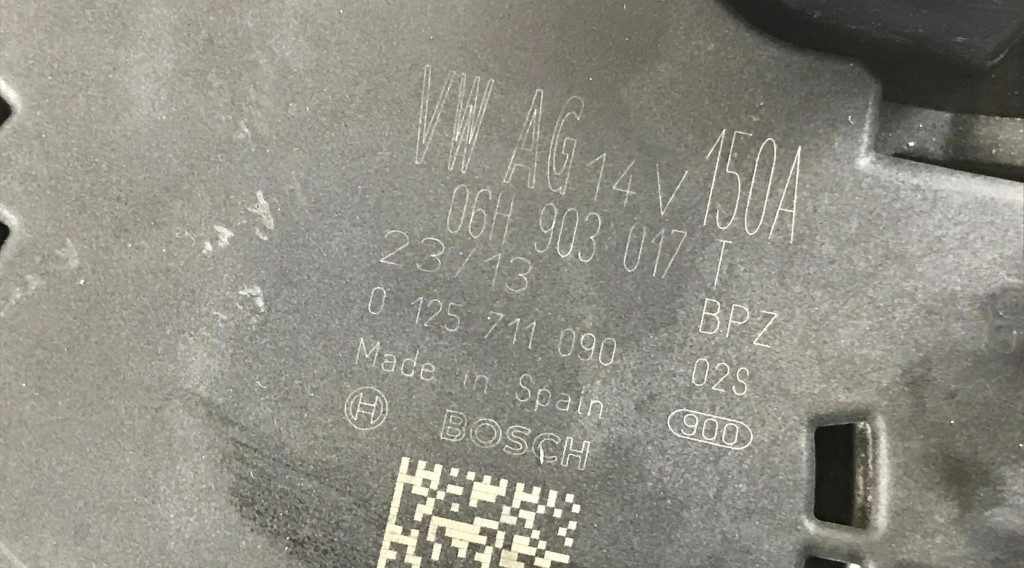 VW AG 14 V 150A
06H 903 017 T
23/13
0 125 711 090 BPZ
Made in Spain 02S
H BOSCH 900